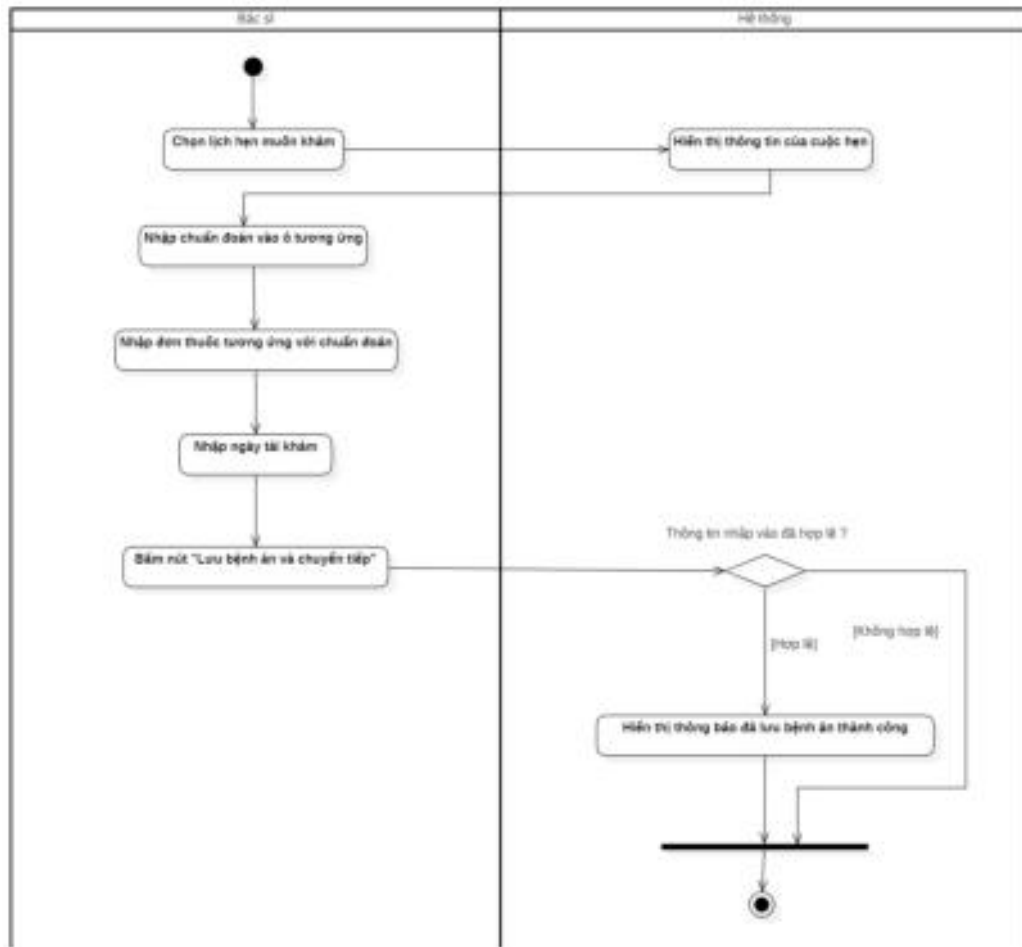 Bác sĩ
Hệ thống
Chọn lịch hẹn muốn khám
Hiển thị thông tin của cuộc hẹn
Nhập chuẩn đoán vào ô tương ứng
Nhập đơn thuốc tương ứng với chuẩn đoán
Nhập ngày tái khám
Thông tin nhập vào đã hợp lệ ?
Bấm nút "Lưu bệnh án và chuyển tiếp"
[Không hợp lệ]
[Hợp lệ]
Hiển thị thông báo đã lưu bệnh án thành công